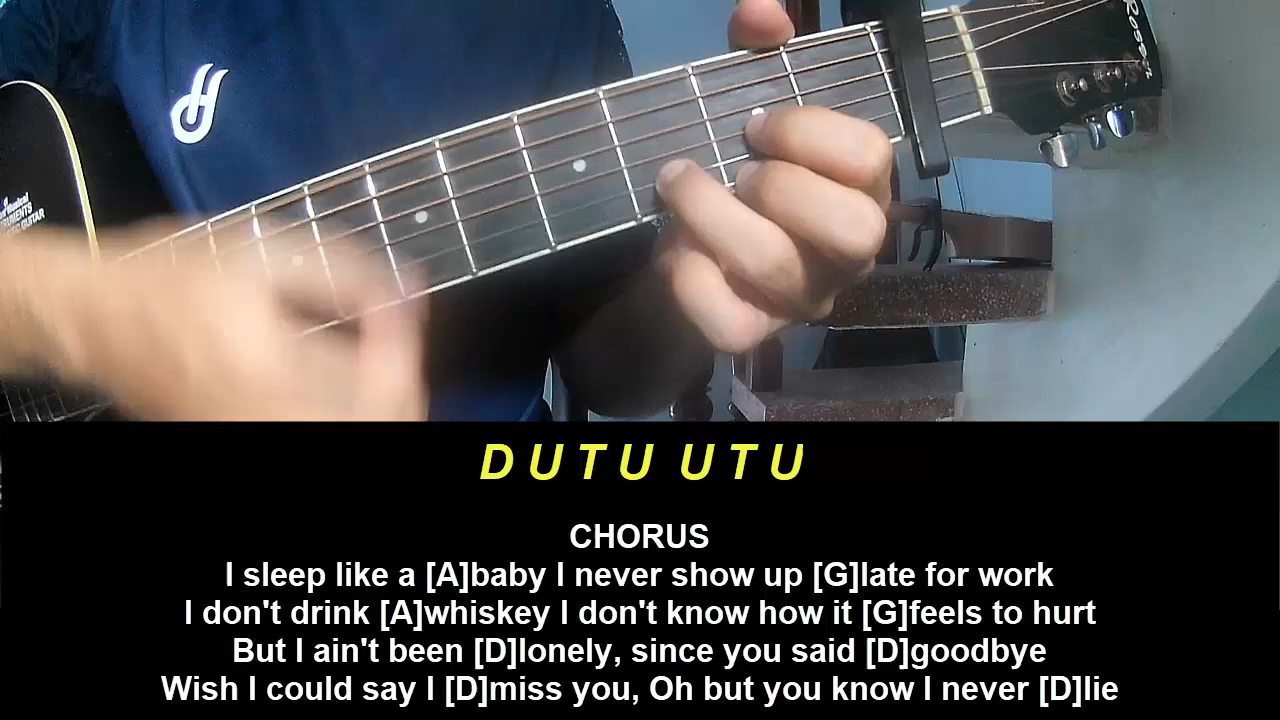 Rosen
D U T U U T U
CHORUS
I sleep like a [A]baby I never show up [G]late for work
I don't drink [A]whiskey I don't know how it [G]feels to hurt
But I ain't been [D]lonely, since you said [D]goodbye
Wish I could say I [D]miss you, Oh but you know I never [D]lie